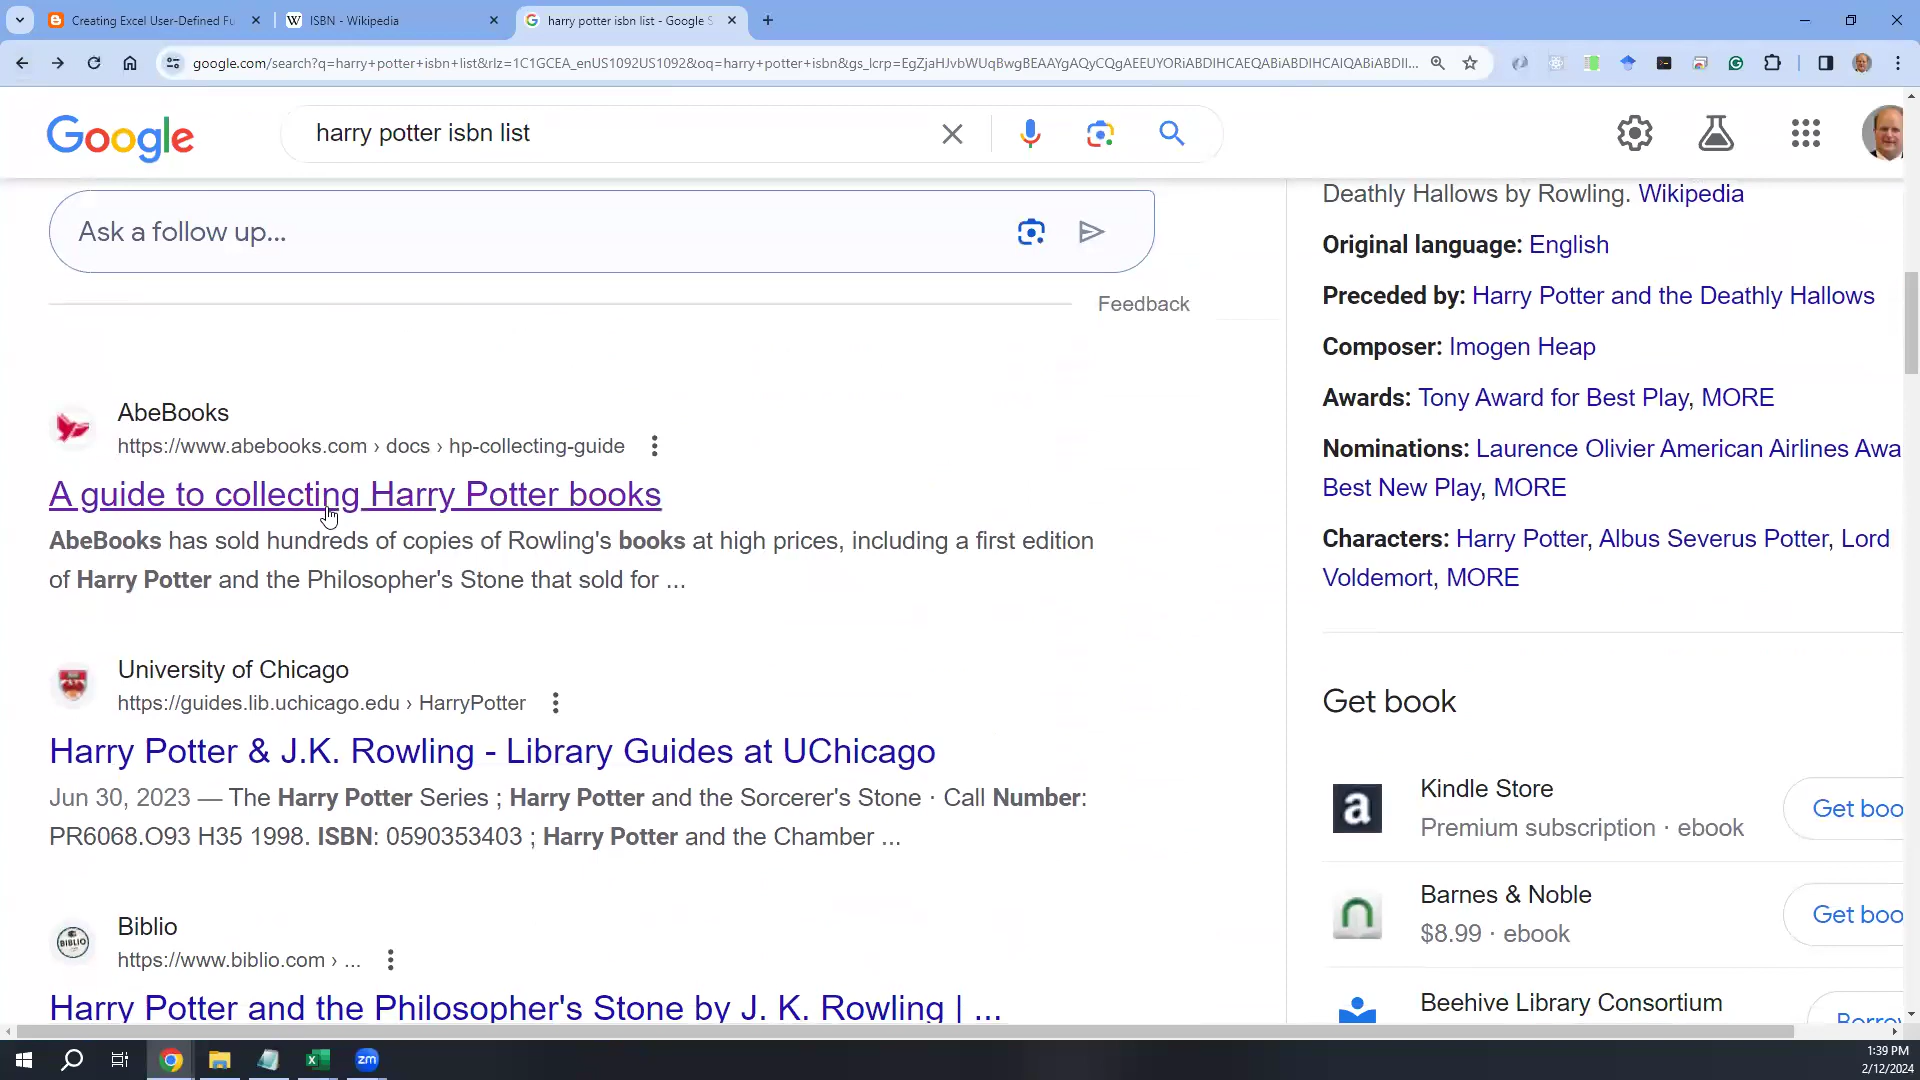 Creating Excel User-Defined Fu
ISBN - Wikipedia
harry potter isbn list - Google S
google.com/search?q=harry+potter+isbn+list&rlz=1C1GCEA_enUS1092US1092&oq=harry+potter+isbn&gs_lcrp=EgZjaHJvbWUqBwgBEAAYgAQyCQgAEEUYORiABDIHCAEQABiABDIHCAIQABiABDII...
Google
harry potter isbn list
Ask a follow up...
Feedback
AbeBooks
https://www.abebooks.com › docs › hp-collecting-guide
A guide to collecting Harry Potter books
AbeBooks has sold hundreds of copies of Rowling's books at high prices, including a first edition
of Harry Potter and the Philosopher's Stone that sold for ...
University of Chicago
https://guides.lib.uchicago.edu › HarryPotter
Harry Potter & J.K. Rowling - Library Guides at UChicago
Jun 30, 2023 — The Harry Potter Series ; Harry Potter and the Sorcerer's Stone · Call Number:
PR6068.O93 H35 1998. ISBN: 0590353403 ; Harry Potter and the Chamber ...
BIBLIO
Biblio
https://www.biblio.com › ...
Harry Potter and the Philosopher's Stone by J. K. Rowling | ...
Deathly Hallows by Rowling. Wikipedia
Original language: English
Preceded by: Harry Potter and the Deathly Hallows
Composer: Imogen Heap
Awards: Tony Award for Best Play, MORE
Nominations: Laurence Olivier American Airlines Awa
Best New Play, MORE
Characters: Harry Potter, Albus Severus Potter, Lord
Voldemort, MORE
Get book
Kindle Store
Premium subscription · ebook
Get boo
Barnes & Noble
$8.99 · ebook
Get boo
Beehive Library Consortium
Borrow
zm
1:39 PM
2/12/2024